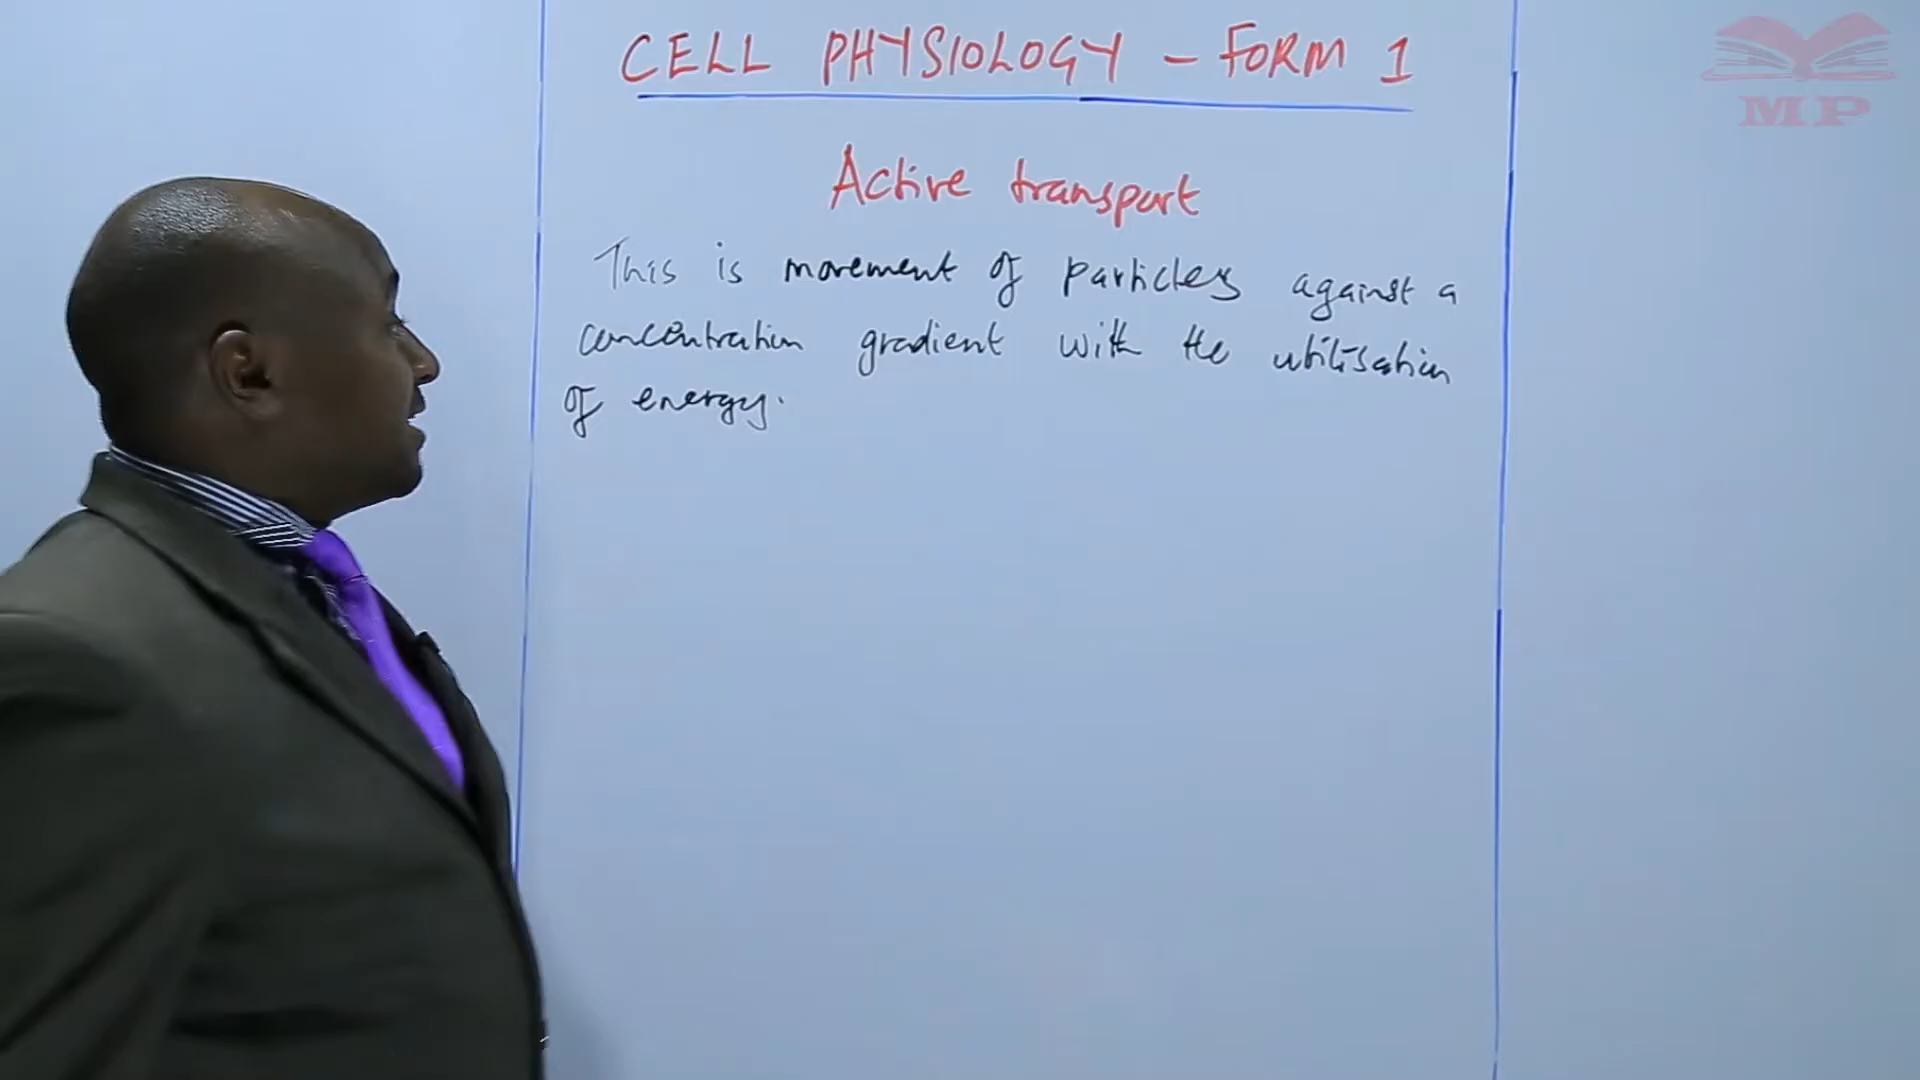 CELL PHYSIOLOGY - FORM 1
MP
Active transport
This is movement of particles against a
concentration gradient with the utilisation
of energy.